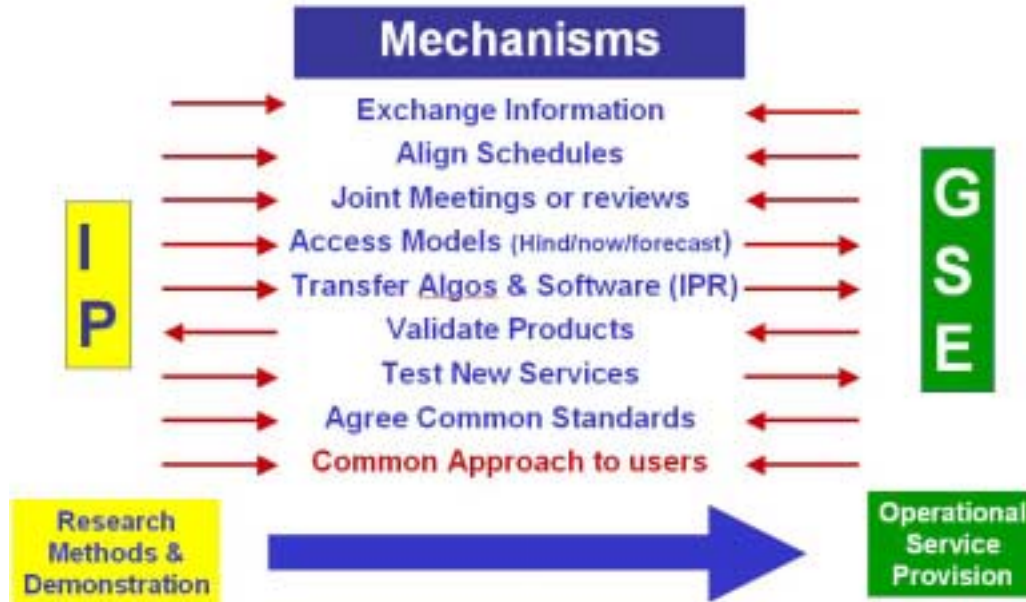 Mechanisms
Exchange Information
Align Schedules
Joint Meetings or reviews
Access Models (Hind/now/forecast)
Transfer Algos & Software (IPR)
Validate Products
Test New Services
Agree Common Standards
Common Approach to users
I
P
G
S
E
Research
Methods &
Demonstration
Operational
Service
Provision